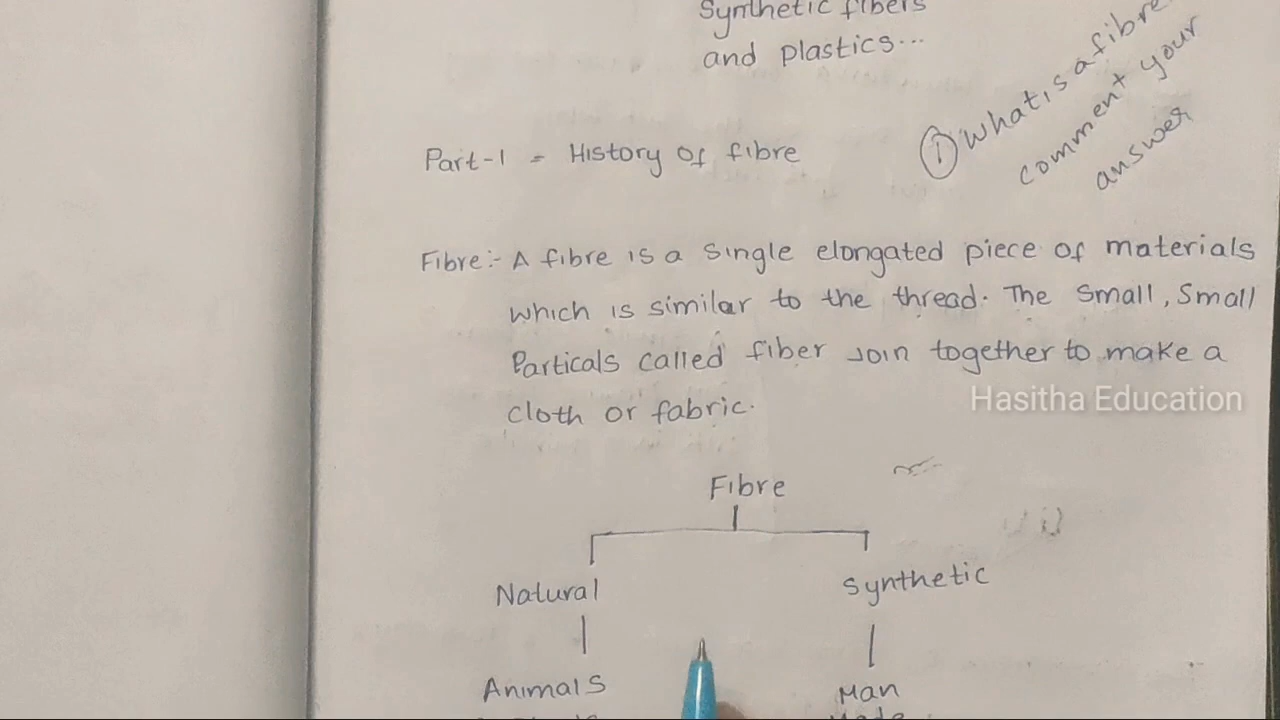 Synthetic fibers
and plastics...
① what is a fibre
comment your
answer
Part-1 = History of fibre
Fibre:- A fibre is a single elongated piece of materials
which is similar to the thread. The small, small
Particals called fiber Join together to make a
cloth or fabric.
Hasitha Education
Fibre
Natural Synthetic
Animals Man
Made